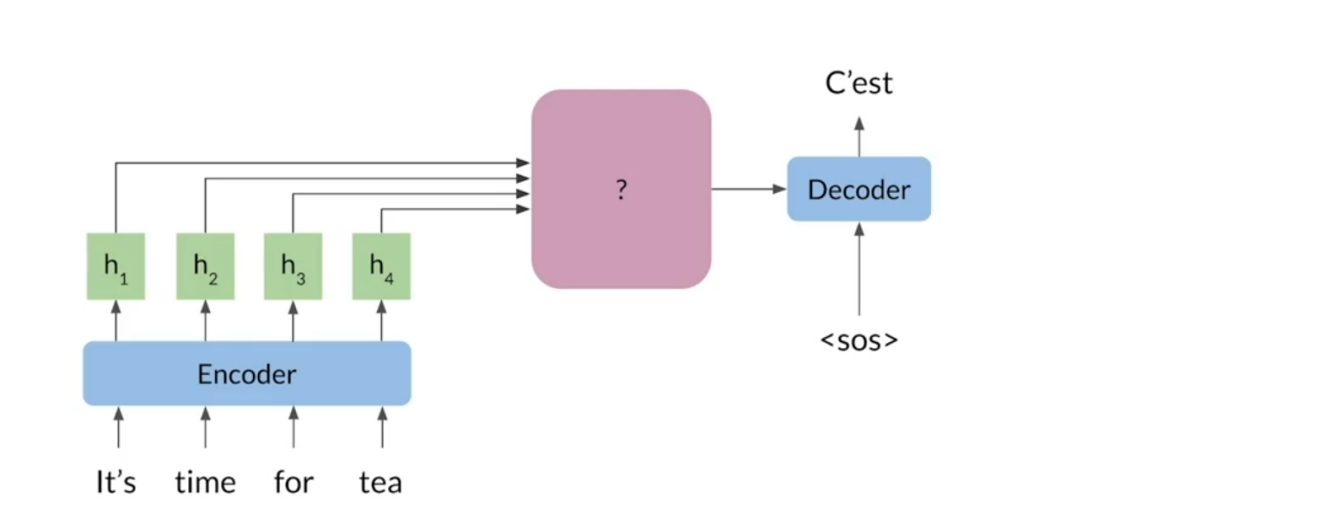 C’est
?
Decoder
h₁ h₂ h₃ h₄
<sos>
Encoder
It’s time for tea